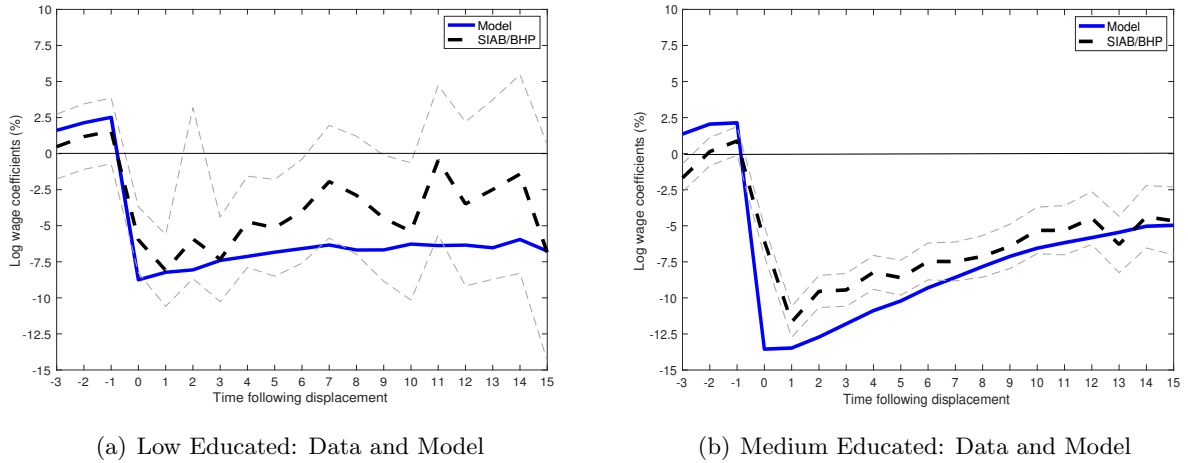 10
7.5
5
2.5
0
-2.5
-5
-7.5
-10
-12.5
-15
Log wage coefficients (%)
Model
SIAB/BHP
-3 -2 -1 0 1 2 3 4 5 6 7 8 9 10 11 12 13 14 15
Time following displacement
(a) Low Educated: Data and Model
10
7.5
5
2.5
0
-2.5
-5
-7.5
-10
-12.5
-15
Log wage coefficients (%)
Model
SIAB/BHP
-3 -2 -1 0 1 2 3 4 5 6 7 8 9 10 11 12 13 14 15
Time following displacement
(b) Medium Educated: Data and Model